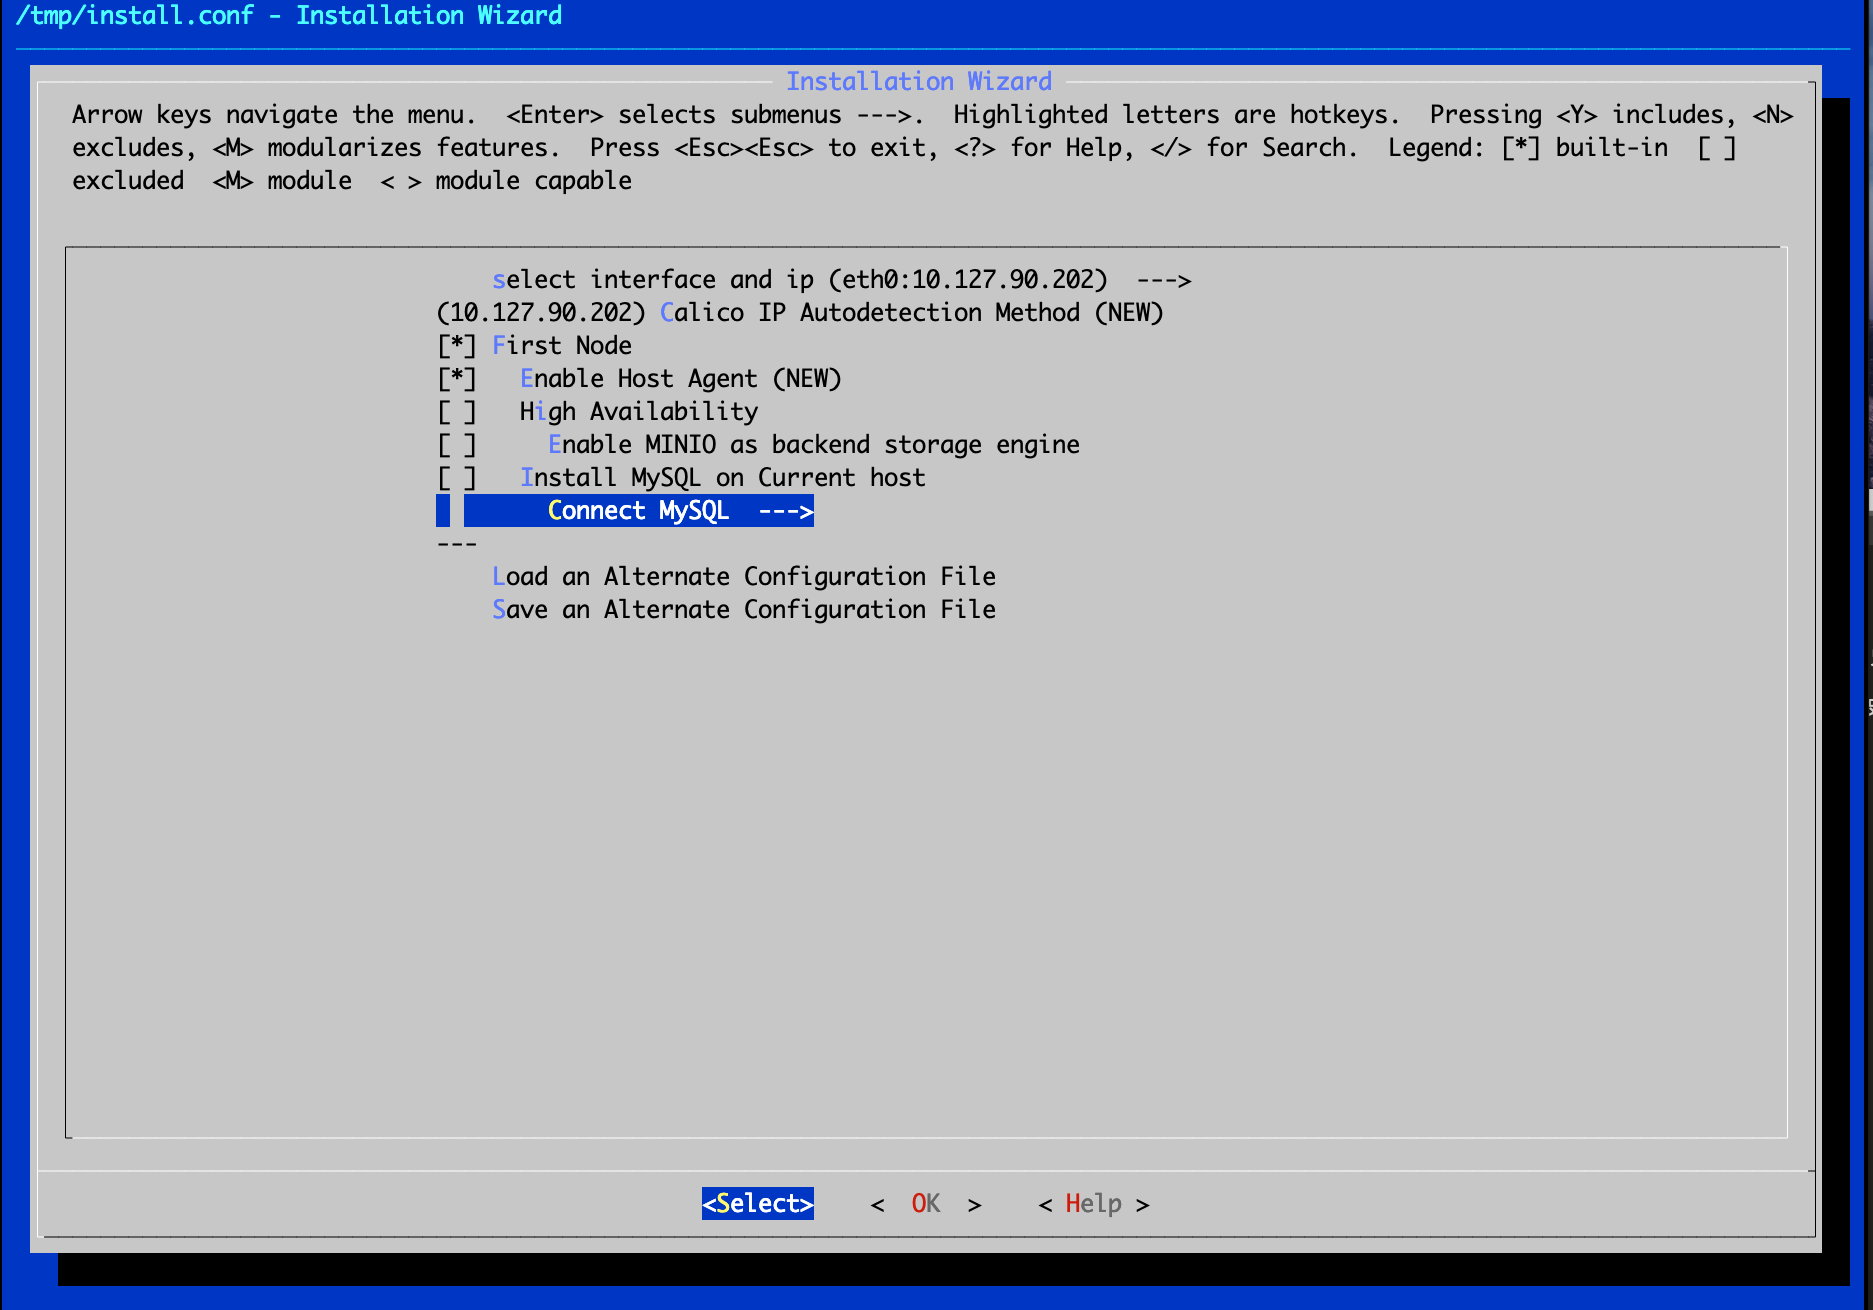 /tmp/install.conf - Installation Wizard
Installation Wizard
Arrow keys navigate the menu.  <Enter> selects submenus --->.  Highlighted letters are hotkeys.  Pressing <Y> includes, <N>
excludes, <M> modularizes features.  Press <Esc><Esc> to exit, <?> for Help, </> for Search.  Legend: [*] built-in  [ ]
excluded  <M> module  < > module capable
select interface and ip (eth0:10.127.90.202)  --->
(10.127.90.202) Calico IP Autodetection Method (NEW)
[*] First Node
[*]   Enable Host Agent (NEW)
[ ]   High Availability
[ ]     Enable MINIO as backend storage engine
[ ]   Install MySQL on Current host
Connect MySQL  --->
---
Load an Alternate Configuration File
Save an Alternate Configuration File
<Select>    <  OK  >    < Help >